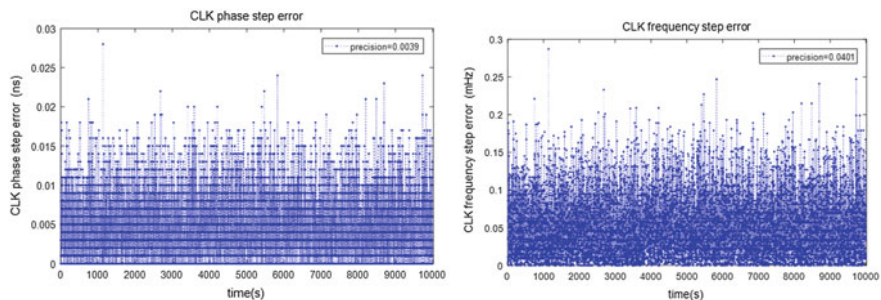 CLK phase step error
0.03
0.025
0.02
0.015
0.01
0.005
0
CLK phase step error (ns)
precision=0.0039
0 1000 2000 3000 4000 5000 6000 7000 8000 9000 10000
time(s)
CLK frequency step error
0.3
0.25
0.2
0.15
0.1
0.05
0
CLK frequency step error (mHz)
precision=0.0401
0 1000 2000 3000 4000 5000 6000 7000 8000 9000 10000
time(s)